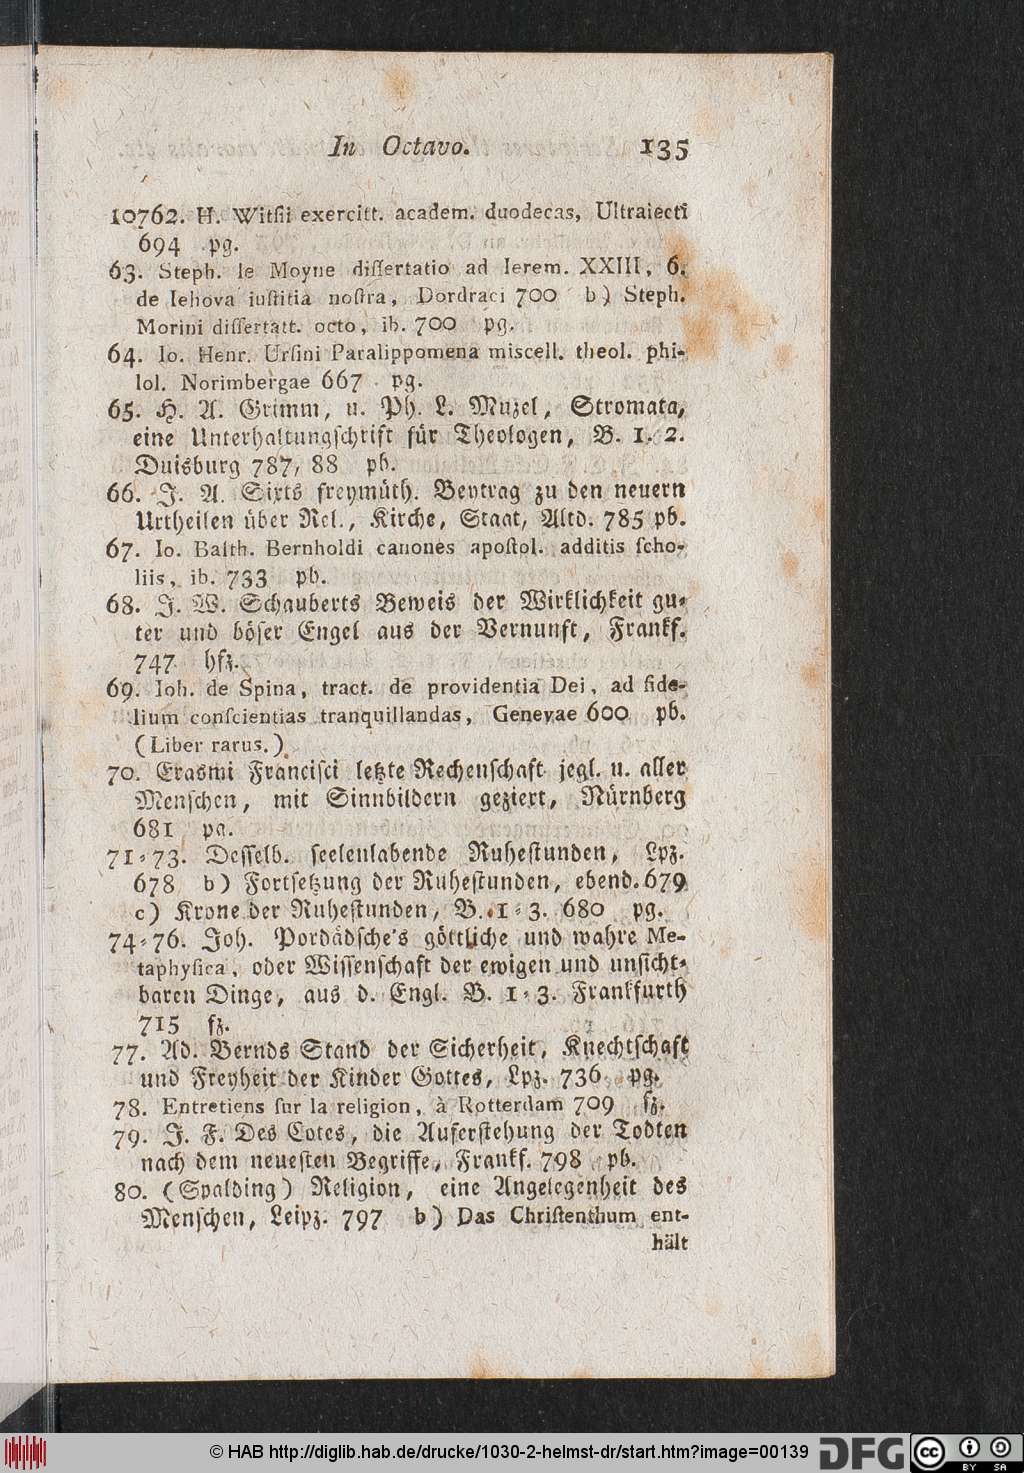 In Octavo. 135
10762. H. Witſii exercitt. academ. duodecas, Ultraiecti
694 pg.
63. Steph. le Moyne diſſertatio ad Ierem. XXIII, 6.
de Iehova iuſtitia noſtra, Dordraci 700 b) Steph.
Morini diſſertatt. octo, ib. 700 pg.
64. Io. Henr. Urſini Paralippomena miscell. theol. phi-
lol. Norimbergae 667 pg.
65. H. A. Grimm, u. Ph. L. Muzel, Stromata,
eine Unterhaltungſchrift für Theologen, B. 1. 2.
Duisburg 787, 88 pb.
66. J. A. Sixts freymüth. Beytrag zu den neuern
Urtheilen über Rel., Kirche, Staat, Altd. 785 pb.
67. Io. Balth. Bernholdi canones apoſtol. additis ſcho-
liis, ib. 733 pb.
68. J. W. Schauberts Beweis der Wirklichkeit gu-
ter und böſer Engel aus der Vernunft, Frankf.
747 hfz.
69. Ioh. de Spina, tract. de providentia Dei, ad fide-
lium conſcientias tranquillandas, Genevae 600 pb.
(Liber rarus.)
70. Erasmi Franciſci letzte Rechenſchaft jegl. u. aller
Menſchen, mit Sinnbildern geziert, Nürnberg
681 pg.
71-73. Deſſelb. ſeelenlabende Ruheſtunden, Lpz.
678 b) Fortſetzung der Ruheſtunden, ebend. 679
c) Krone der Ruheſtunden, B. 1-3. 680 pg.
74-76. Joh. Pordädſche's göttliche und wahre Me-
taphyſica, oder Wiſſenſchaft der ewigen und unſicht-
baren Dinge, aus d. Engl. B. 1-3. Frankfurth
715 fz.
77. Ad. Bernds Stand der Sicherheit, Knechtſchaft
und Freyheit der Kinder Gottes, Lpz. 736 pg.
78. Entretiens ſur la religion, à Rotterdam 709 fz.
79. J. F. Des Cotes, die Auferſtehung der Todten
nach dem neueſten Begriffe, Frankf. 798 pb.
80. (Spalding) Religion, eine Angelegenheit des
Menſchen, Leipz. 797 b) Das Chriſtenthum ent-
hält
© HAB http://diglib.hab.de/drucke/1030-2-helmst-dr/start.htm?image=00139 DFG cc BY SA